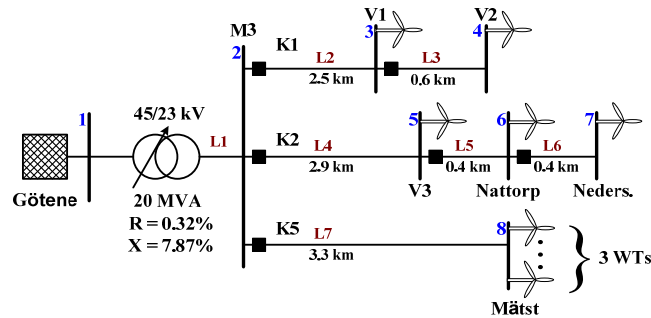 V1
V2
M3
K1
L2
3
L3
4
2
2.5 km
0.6 km
45/23 kV
1
L1
K2
L4
5
L5
6
L6
7
2.9 km
0.4 km
0.4 km
Götene
V3
Nattorp
Neders.
20 MVA
R = 0.32%
X = 7.87%
K5
L7
8
3.3 km
3 WTs
Mätst